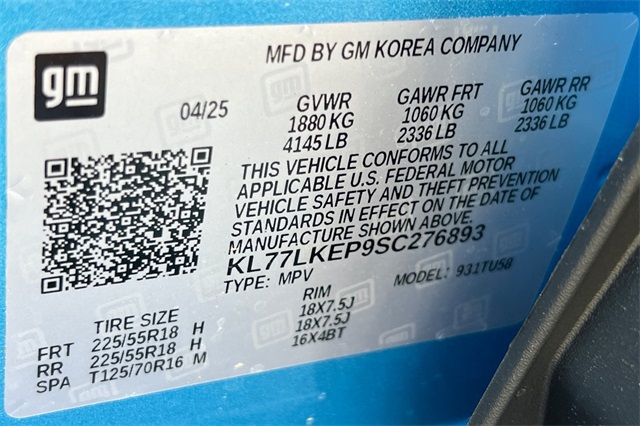 gm
MFD BY GM KOREA COMPANY
04/25
GVWR GAWR FRT GAWR RR
1880 KG 1060 KG 1060 KG
4145 LB 2336 LB 2336 LB
THIS VEHICLE CONFORMS TO ALL
APPLICABLE U.S. FEDERAL MOTOR
VEHICLE SAFETY AND THEFT PREVENTION
STANDARDS IN EFFECT ON THE DATE OF
MANUFACTURE SHOWN ABOVE.
KL77LKEP9SC276893
TYPE: MPV MODEL: 931TU58
TIRE SIZE RIM
FRT 225/55R18 H 18X7.5J
RR 225/55R18 H 18X7.5J
SPA T125/70R16 M 16X4BT